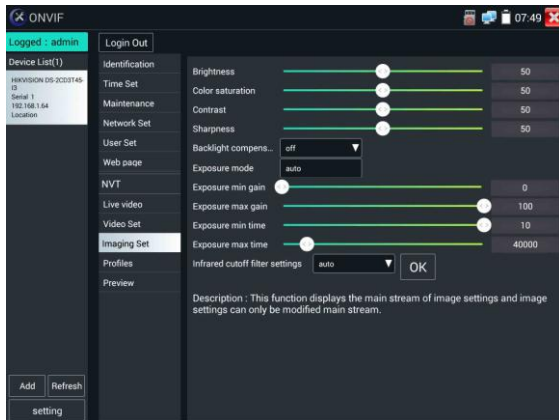 ONVIF
07:49
Logged : admin
Login Out
Device List(1)
HIKVISION DS-2CD3T45-
I3
Serial 1
192.168.1.64
Location
Identification
Time Set
Maintenance
Network Set
User Set
Web page
NVT
Live video
Video Set
Imaging Set
Profiles
Preview
Brightness 50
Color saturation 50
Contrast 50
Sharpness 50
Backlight compens... off
Exposure mode auto
Exposure min gain 0
Exposure max gain 100
Exposure min time 10
Exposure max time 40000
Infrared cutoff filter settings auto OK
Description : This function displays the main stream of image settings and image
settings can only be modified main stream.
Add Refresh
setting